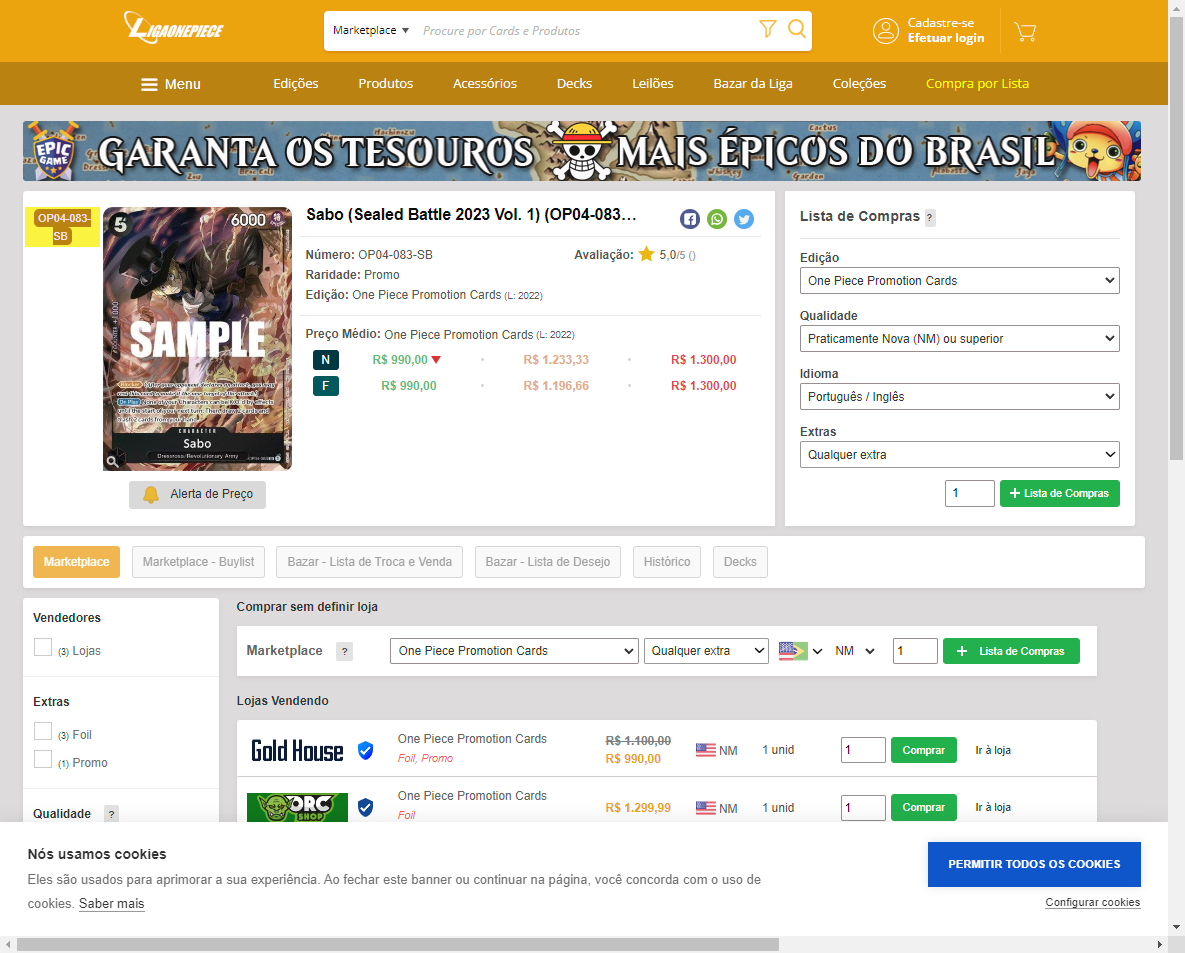 LIGAONEPIECE
Marketplace ▼
Procure por Cards e Produtos
Cadastre-se
Efetuar login
Menu
Edições
Produtos
Acessórios
Decks
Leilões
Bazar da Liga
Coleções
Compra por Lista
EPIC GAME
GARANTA OS TESOUROS MAIS ÉPICOS DO BRASIL
OP04-083-
SB
5
6000
SAMPLE
CHARACTER
Sabo
Dressrosa/Revolutionary Army
Alerta de Preço
Sabo (Sealed Battle 2023 Vol. 1) (OP04-083...
Número: OP04-083-SB
Avaliação: 5,0/5 ()
Raridade: Promo
Edição: One Piece Promotion Cards (L: 2022)
Preço Médio: One Piece Promotion Cards (L: 2022)
N R$ 990,00 R$ 1.233,33 R$ 1.300,00
F R$ 990,00 R$ 1.196,66 R$ 1.300,00
Lista de Compras ?
Edição
One Piece Promotion Cards
Qualidade
Praticamente Nova (NM) ou superior
Idioma
Português / Inglês
Extras
Qualquer extra
1
+ Lista de Compras
Marketplace
Marketplace - Buylist
Bazar - Lista de Troca e Venda
Bazar - Lista de Desejo
Histórico
Decks
Vendedores
(3) Lojas
Extras
(3) Foil
(1) Promo
Qualidade ?
Comprar sem definir loja
Marketplace ? One Piece Promotion Cards Qualquer extra NM 1 + Lista de Compras
Lojas Vendendo
Gold House
One Piece Promotion Cards
Foil, Promo
R$ 1.100,00
R$ 990,00
NM
1 unid
1
Comprar
Ir à loja
ORC
SHOP
One Piece Promotion Cards
Foil
R$ 1.299,99
NM
1 unid
1
Comprar
Ir à loja
Nós usamos cookies
Eles são usados para aprimorar a sua experiência. Ao fechar este banner ou continuar na página, você concorda com o uso de
cookies. Saber mais
PERMITIR TODOS OS COOKIES
Configurar cookies